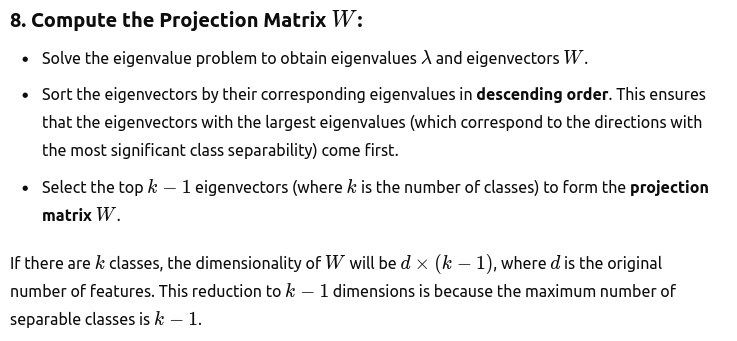 8. Compute the Projection Matrix W:
• Solve the eigenvalue problem to obtain eigenvalues λ and eigenvectors W.
• Sort the eigenvectors by their corresponding eigenvalues in descending order. This ensures
that the eigenvectors with the largest eigenvalues (which correspond to the directions with
the most significant class separability) come first.
• Select the top k − 1 eigenvectors (where k is the number of classes) to form the projection
matrix W.
If there are k classes, the dimensionality of W will be d × (k − 1), where d is the original
number of features. This reduction to k − 1 dimensions is because the maximum number of
separable classes is k − 1.